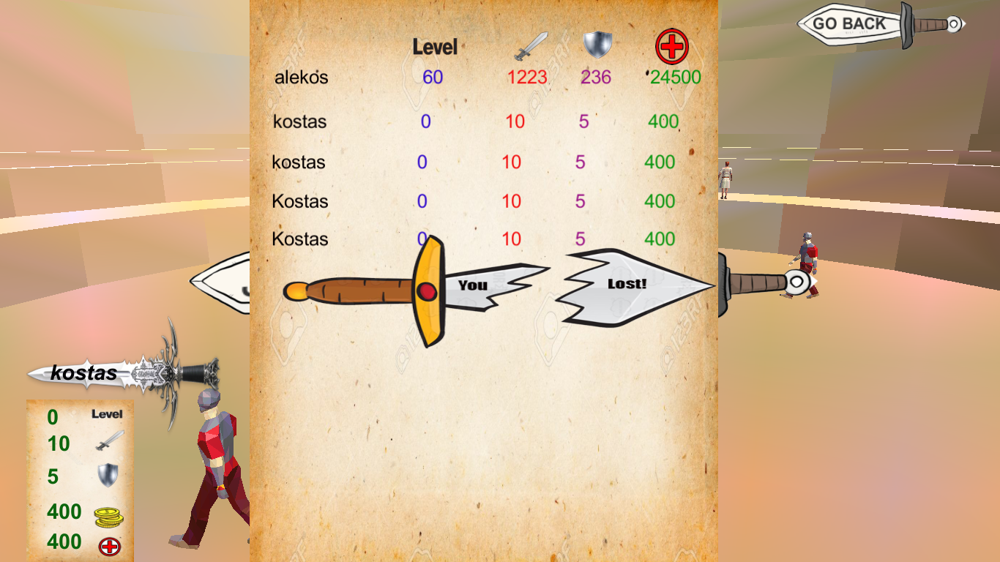 GO BACK
Level
alekos 60 1223 236 24500
kostas 0 10 5 400
kostas 0 10 5 400
Kostas 0 10 5 400
Kostas 0 10 5 400
You Lost!
kostas
0 Level
10
5
400
400
123RF